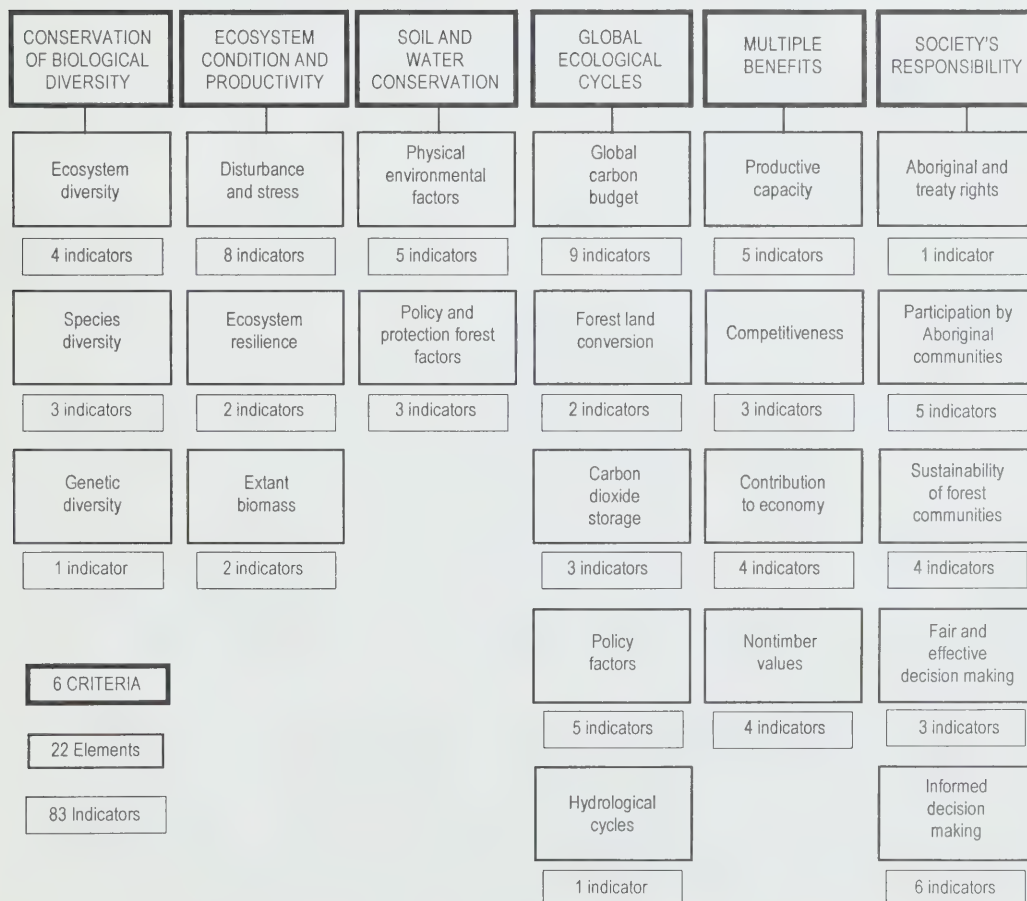 CONSERVATION
OF BIOLOGICAL
DIVERSITY
Ecosystem
diversity
4 indicators
Species
diversity
3 indicators
Genetic
diversity
1 indicator
ECOSYSTEM
CONDITION AND
PRODUCTIVITY
Disturbance
and stress
8 indicators
Ecosystem
resilience
2 indicators
Extant
biomass
2 indicators
SOIL AND
WATER
CONSERVATION
Physical
environmental
factors
5 indicators
Policy and
protection forest
factors
3 indicators
GLOBAL
ECOLOGICAL
CYCLES
Global
carbon
budget
9 indicators
Forest land
conversion
2 indicators
Carbon
dioxide
storage
3 indicators
Policy
factors
5 indicators
Hydrological
cycles
1 indicator
MULTIPLE
BENEFITS
Productive
capacity
5 indicators
Competitiveness
3 indicators
Contribution
to economy
4 indicators
Nontimber
values
4 indicators
SOCIETY'S
RESPONSIBILITY
Aboriginal and
treaty rights
1 indicator
Participation by
Aboriginal
communities
5 indicators
Sustainability
of forest
communities
4 indicators
Fair and
effective
decision making
3 indicators
Informed
decision
making
6 indicators
6 CRITERIA
22 Elements
83 Indicators